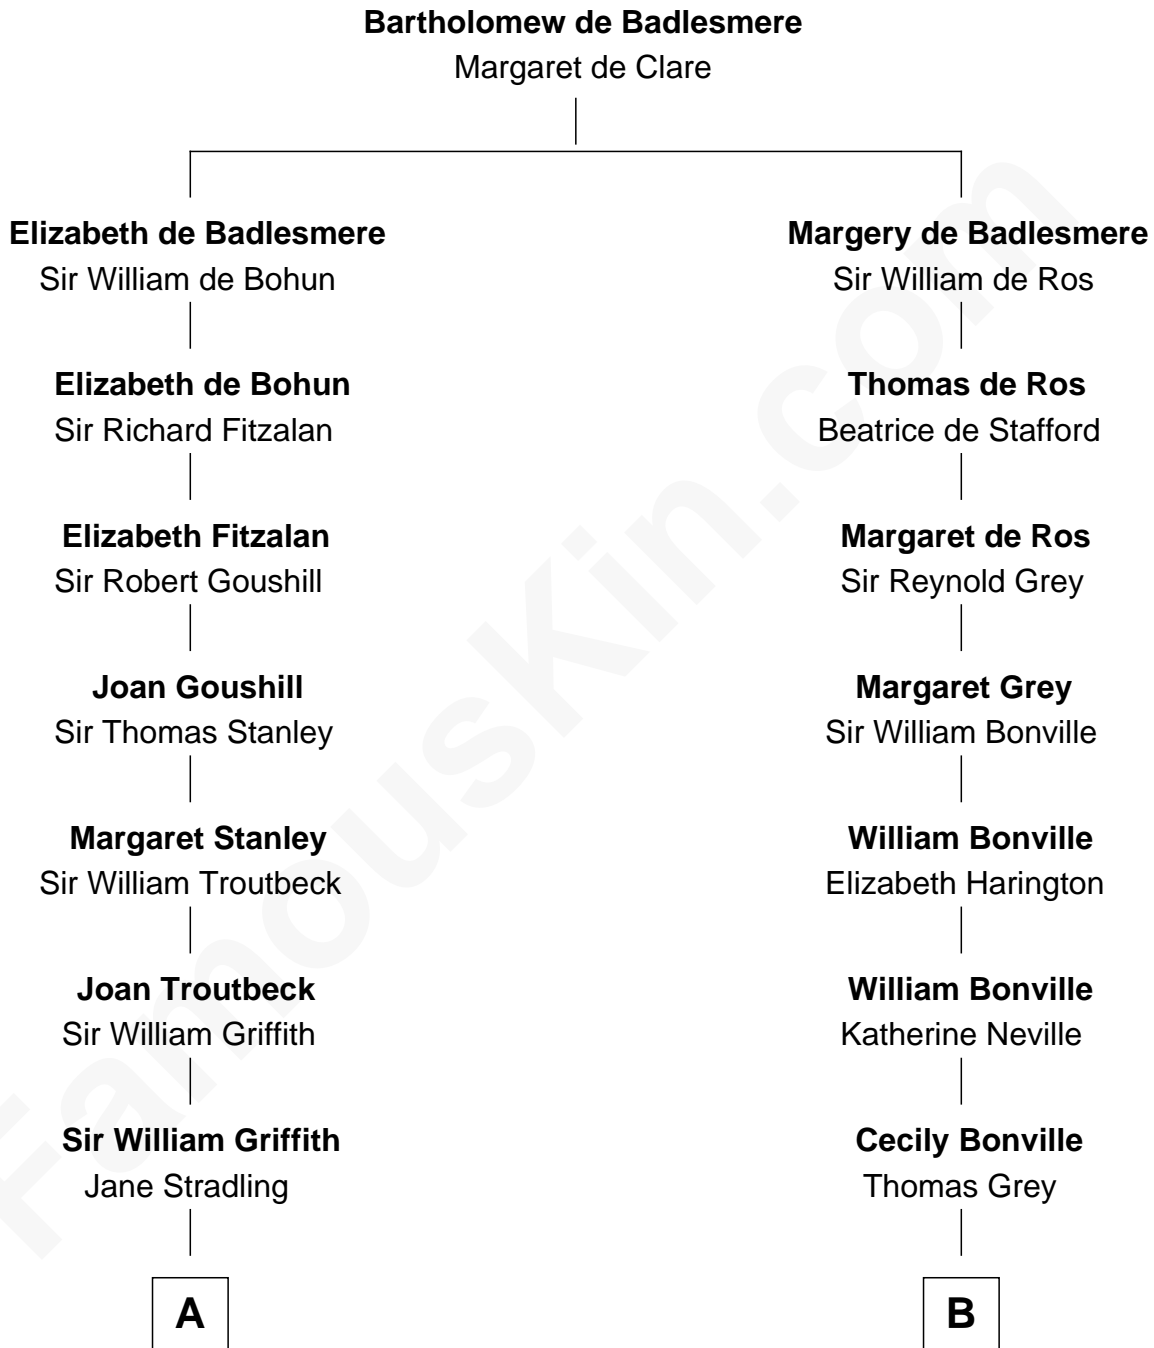 Bartholomew de Badlesmere
Margaret de Clare
Elizabeth de Badlesmere
Sir William de Bohun
Elizabeth de Bohun
Sir Richard Fitzalan
Elizabeth Fitzalan
Sir Robert Goushill
Joan Goushill
Sir Thomas Stanley
Margaret Stanley
Sir William Troutbeck
Joan Troutbeck
Sir William Griffith
Sir William Griffith
Jane Stradling
A
Margery de Badlesmere
Sir William de Ros
Thomas de Ros
Beatrice de Stafford
Margaret de Ros
Sir Reynold Grey
Margaret Grey
Sir William Bonville
William Bonville
Elizabeth Harington
William Bonville
Katherine Neville
Cecily Bonville
Thomas Grey
B
FamousKin.com